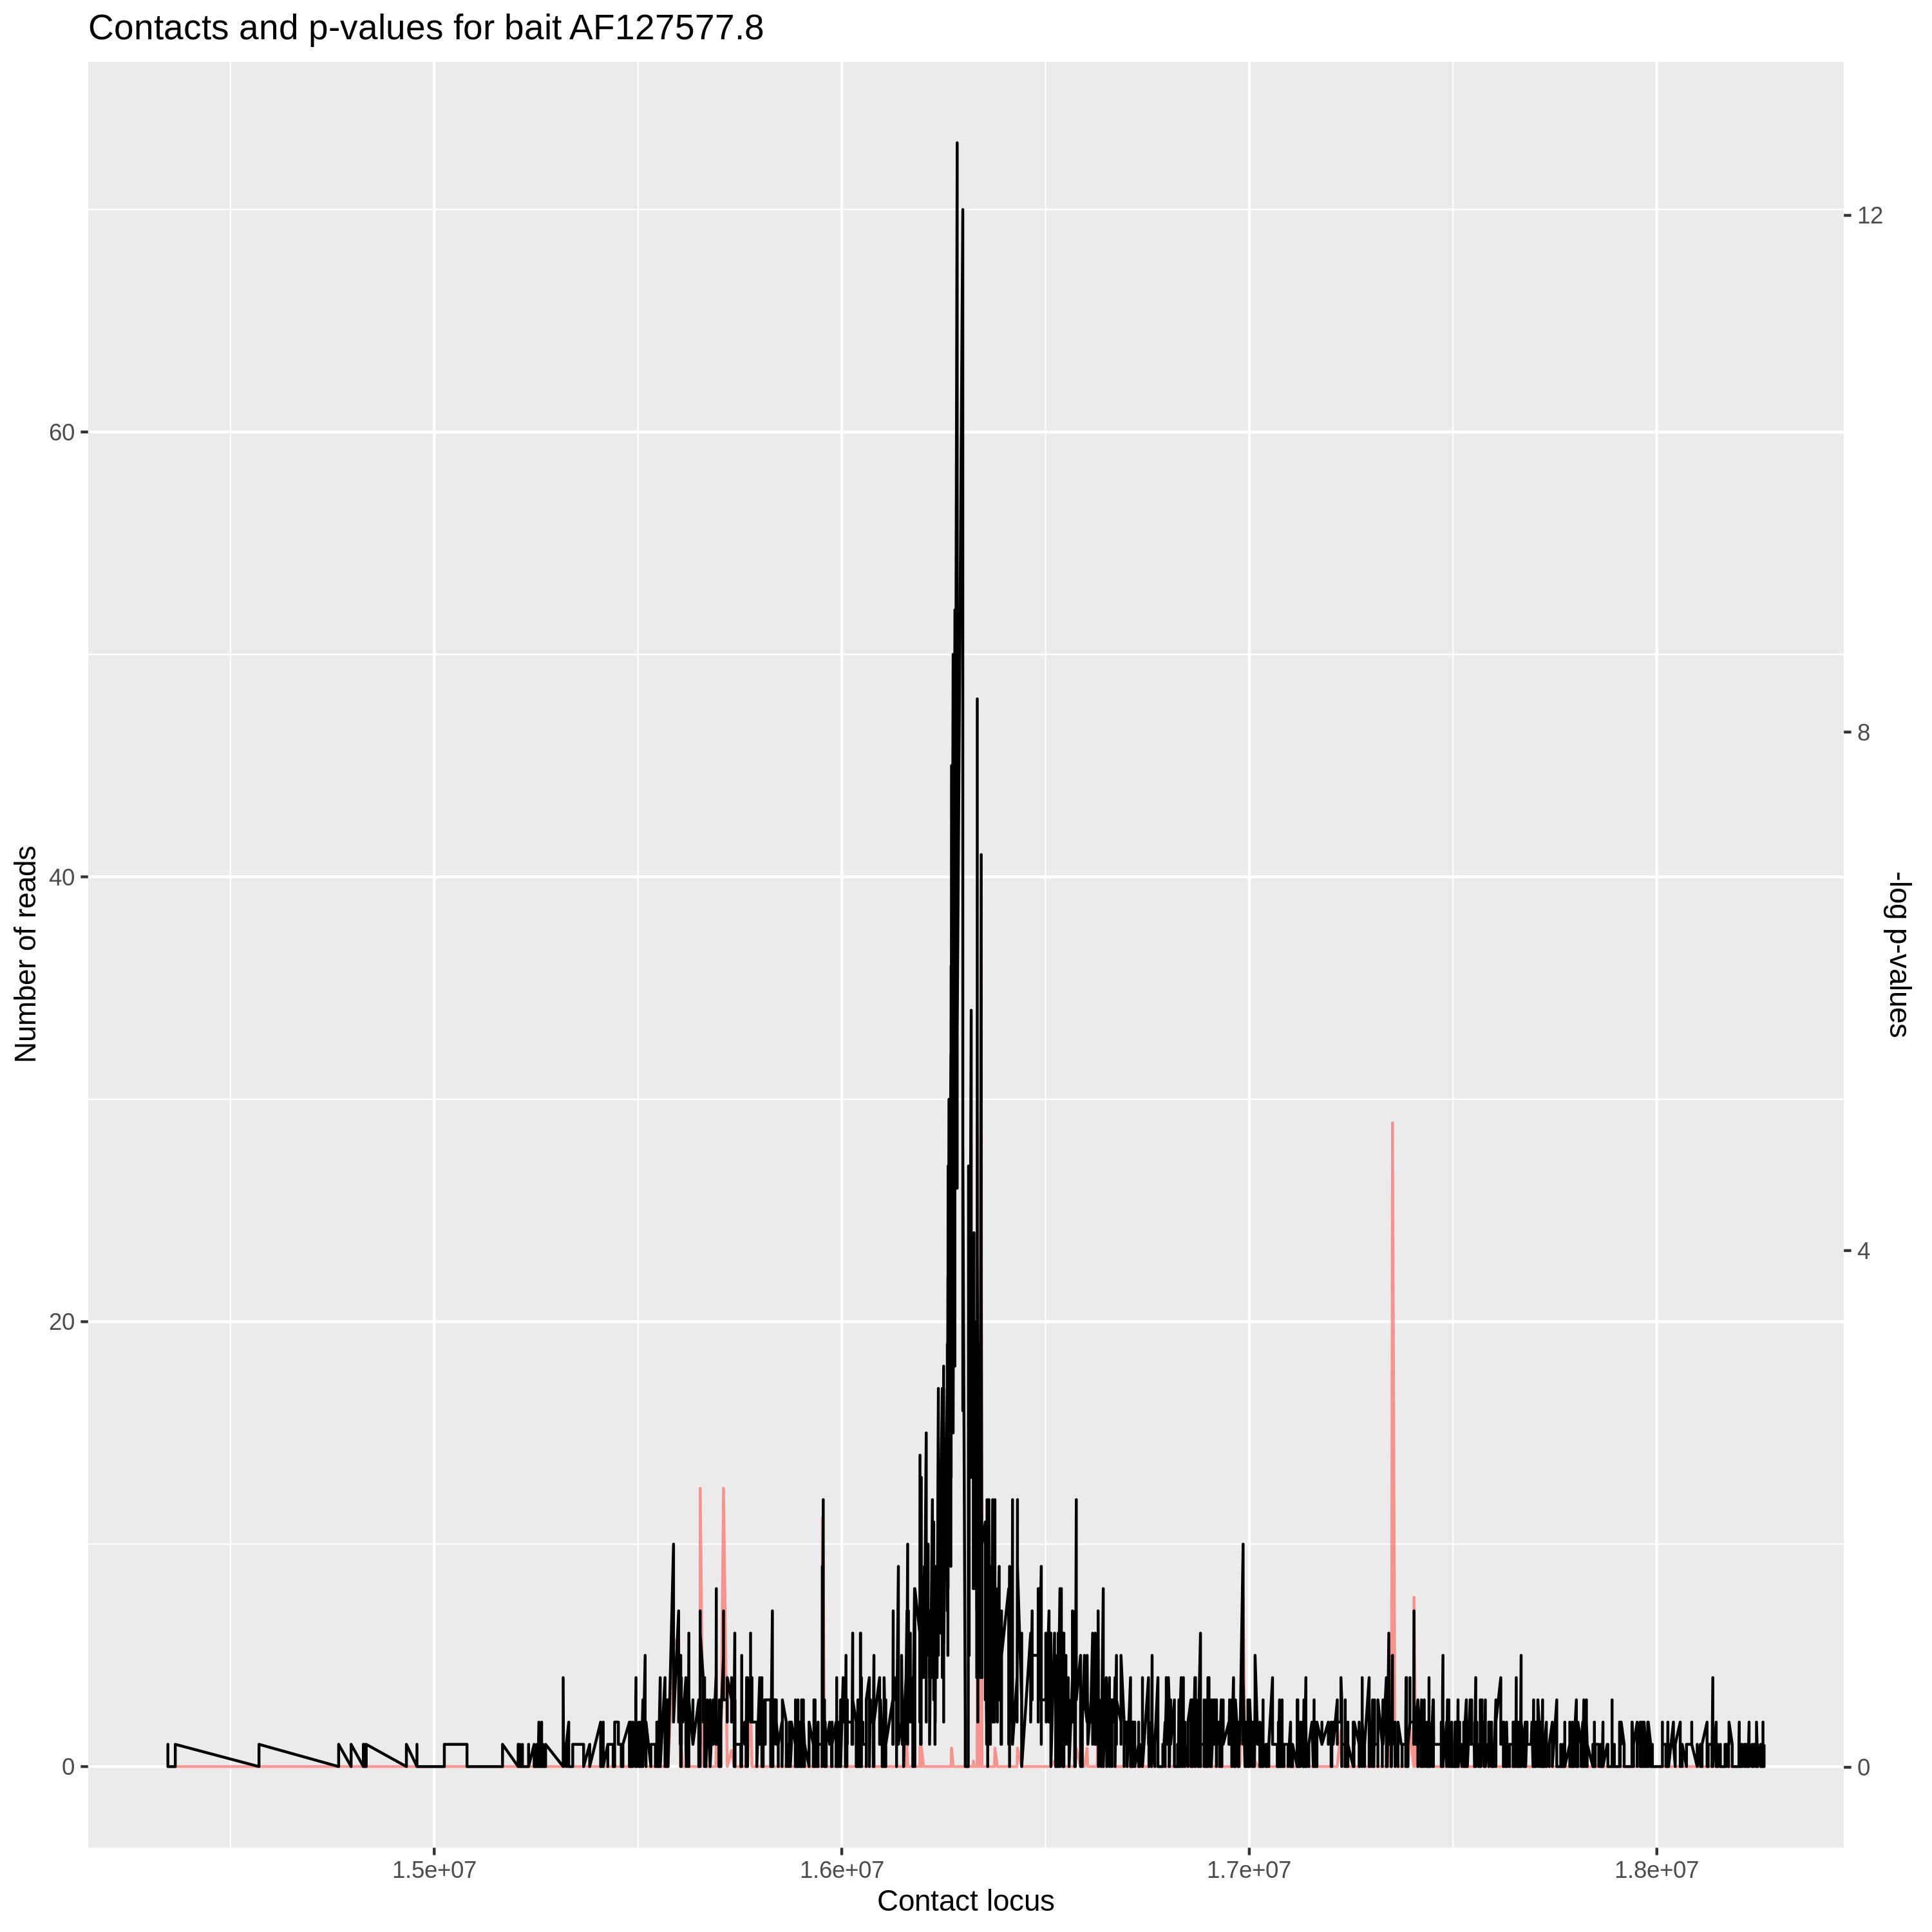 Contacts and p-values for bait AF127577.8
60
40
20
0
Number of reads
12
8
4
0
-log p-values
1.5e+07
1.6e+07
1.7e+07
1.8e+07
Contact locus